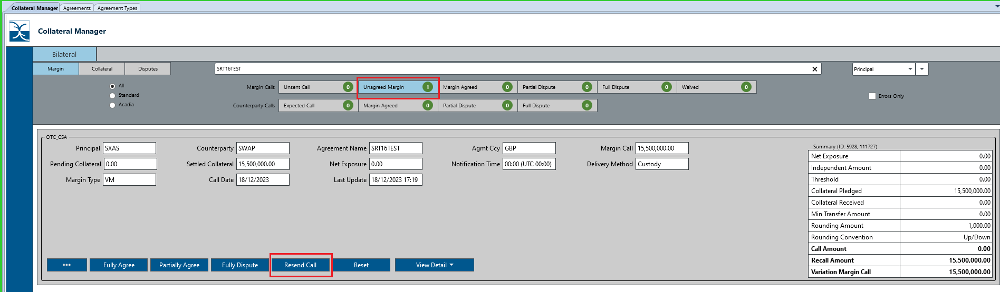 Collateral Manager Agreements Agreement Types
Collateral Manager
Bilateral
Margin Collateral Disputes SRT16TEST Principal
All
Standard
Acadia
Margin Calls Unsent Call 0 Unagreed Margin 1 Margin Agreed 0 Partial Dispute 0 Full Dispute 0 Waived 0
Errors Only
Counterparty Calls Expected Call 0 Margin Agreed 0 Partial Dispute 0 Full Dispute 0
OTC_CSA
Principal SXAS Counterparty SWAP Agreement Name SRT16TEST Agmt Ccy GBP Margin Call 15,500,000.00
Pending Collateral 0.00 Settled Collateral 15,500,000.00 Net Exposure 0.00 Notification Time 00:00 (UTC 00:00) Delivery Method Custody
Margin Type VM Call Date 18/12/2023 Last Update 18/12/2023 17:19
Summary (ID: 5928, 111727)
Net Exposure 0.00
Independent Amount 0.00
Threshold 0.00
Collateral Pledged 15,500,000.00
Collateral Received 0.00
Min Transfer Amount 0.00
Rounding Amount 1,000.00
Rounding Convention Up/Down
Call Amount 0.00
Recall Amount 15,500,000.00
Variation Margin Call 15,500,000.00
••• Fully Agree Partially Agree Fully Dispute Resend Call Reset View Detail